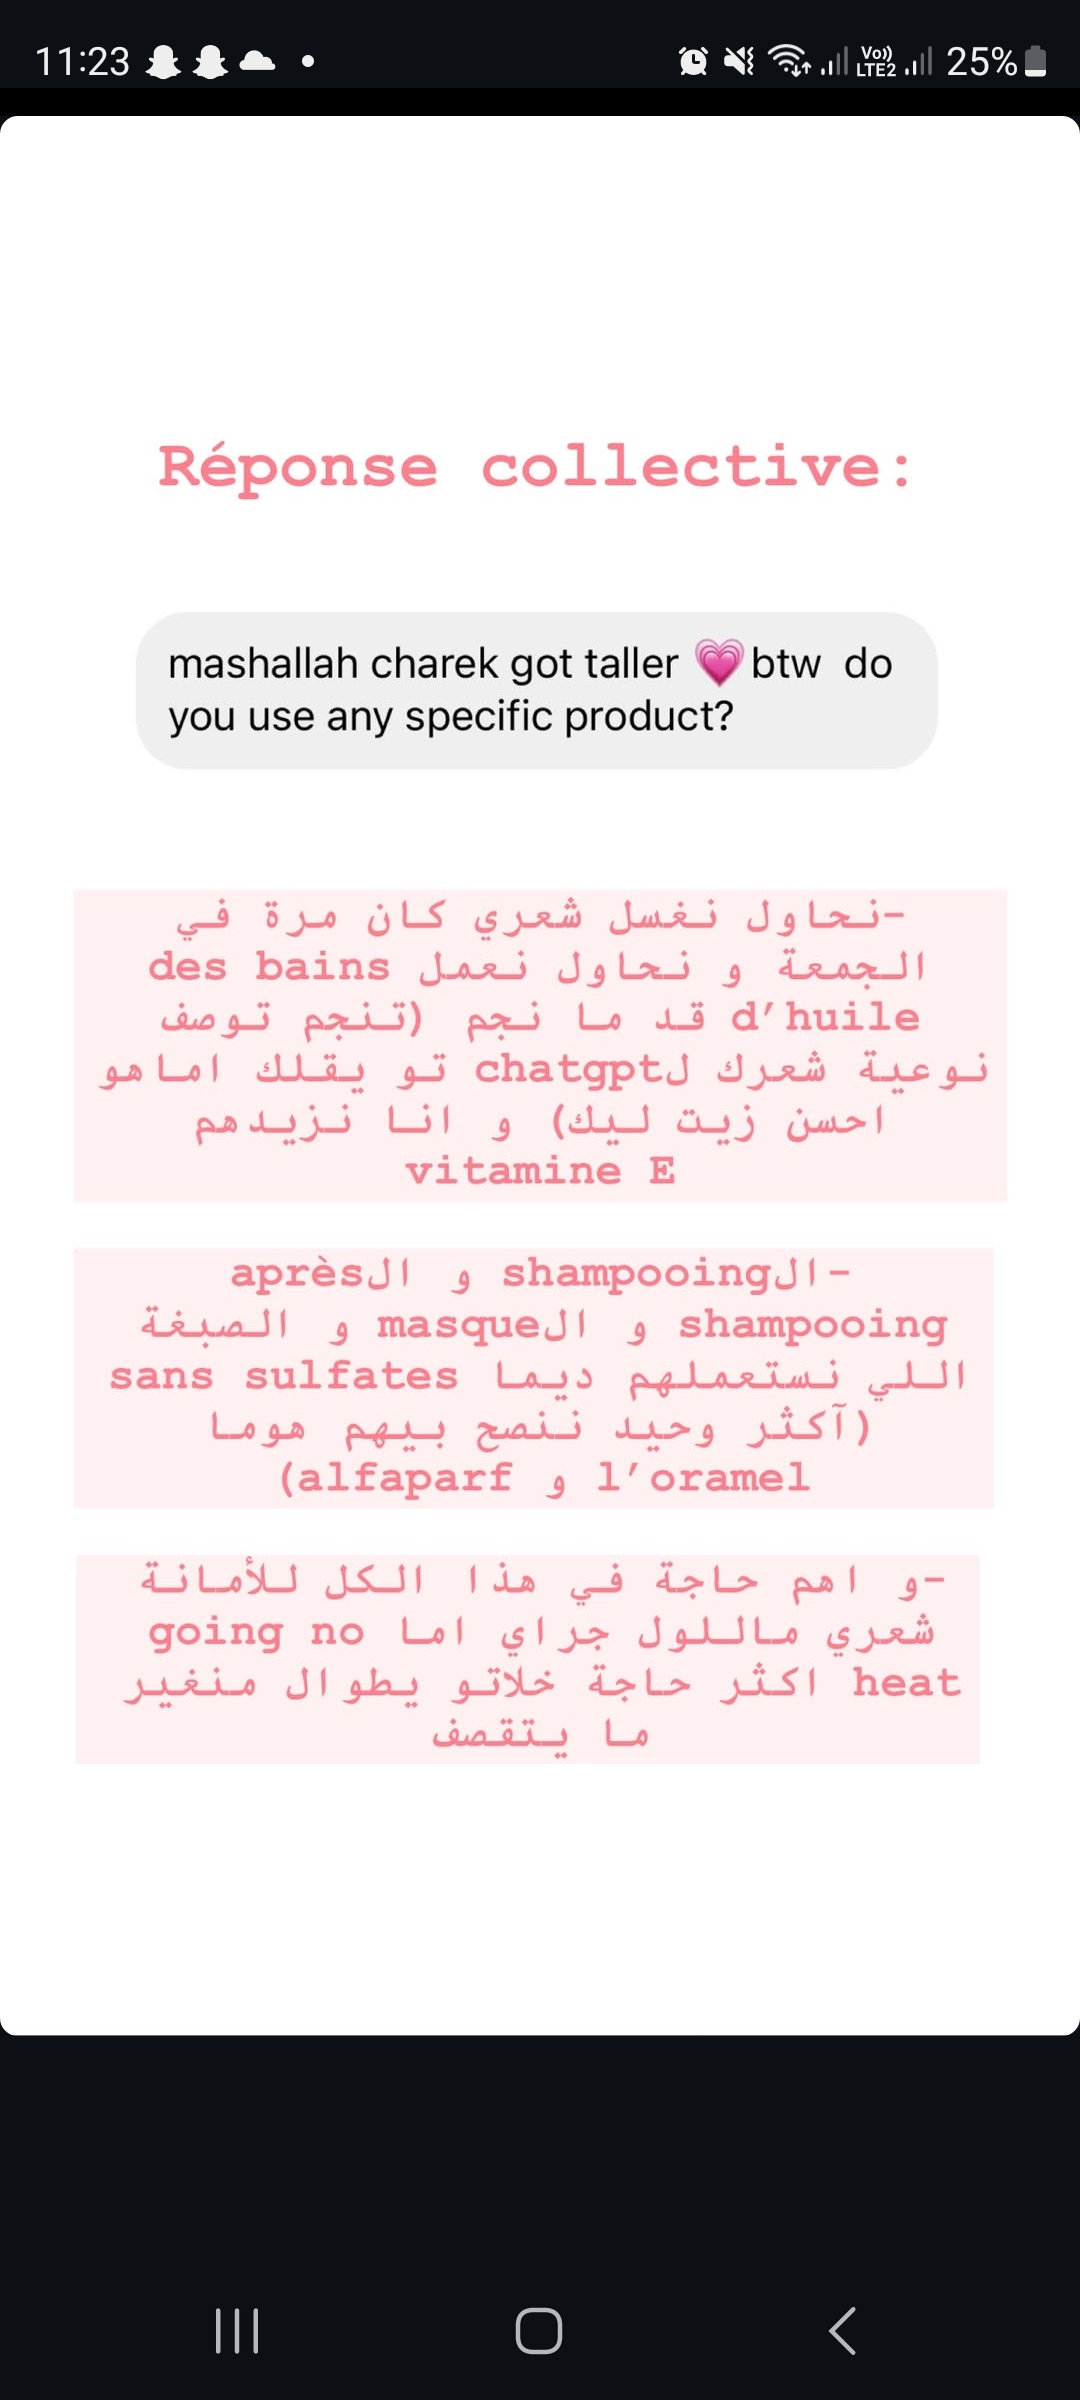 11:23
Vo)) LTE2 25%
Réponse collective:
mashallah charek got taller 💗 btw do
you use any specific product?
-نحاول نغسل شعري كان مرة في
الجمعة و نحاول نعمل des bains
d'huile قد ما نجم (تنجم توصف
نوعية شعرك لchatgpt تو يقلك اماهو
احسن زيت ليك) و انا نزيدهم
vitamine E
-الshampooing و الaprès
shampooing و الmasque و الصبغة
اللي نستعملهم ديما sans sulfates
(آكثر وحيد ننصح بيهم هوما
l'oramel و alfaparf)
-و اهم حاجة في هذا الكل للأمانة
شعري ماللول جراي اما going no
heat اكثر حاجة خلاتو يطوال منغير
ما يتقصف